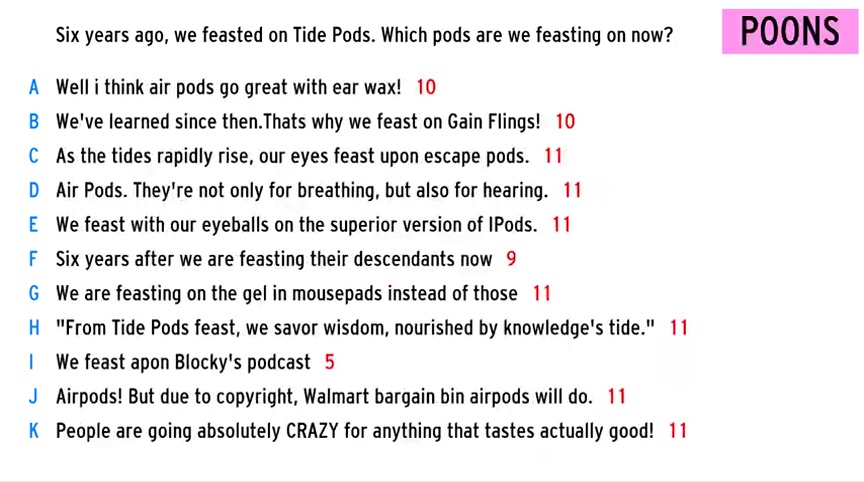 Six years ago, we feasted on Tide Pods. Which pods are we feasting on now?
POONS
A Well i think air pods go great with ear wax! 10
B We've learned since then.Thats why we feast on Gain Flings! 10
C As the tides rapidly rise, our eyes feast upon escape pods. 11
D Air Pods. They're not only for breathing, but also for hearing. 11
E We feast with our eyeballs on the superior version of IPods. 11
F Six years after we are feasting their descendants now 9
G We are feasting on the gel in mousepads instead of those 11
H "From Tide Pods feast, we savor wisdom, nourished by knowledge's tide." 11
I We feast apon Blocky's podcast 5
J Airpods! But due to copyright, Walmart bargain bin airpods will do. 11
K People are going absolutely CRAZY for anything that tastes actually good! 11